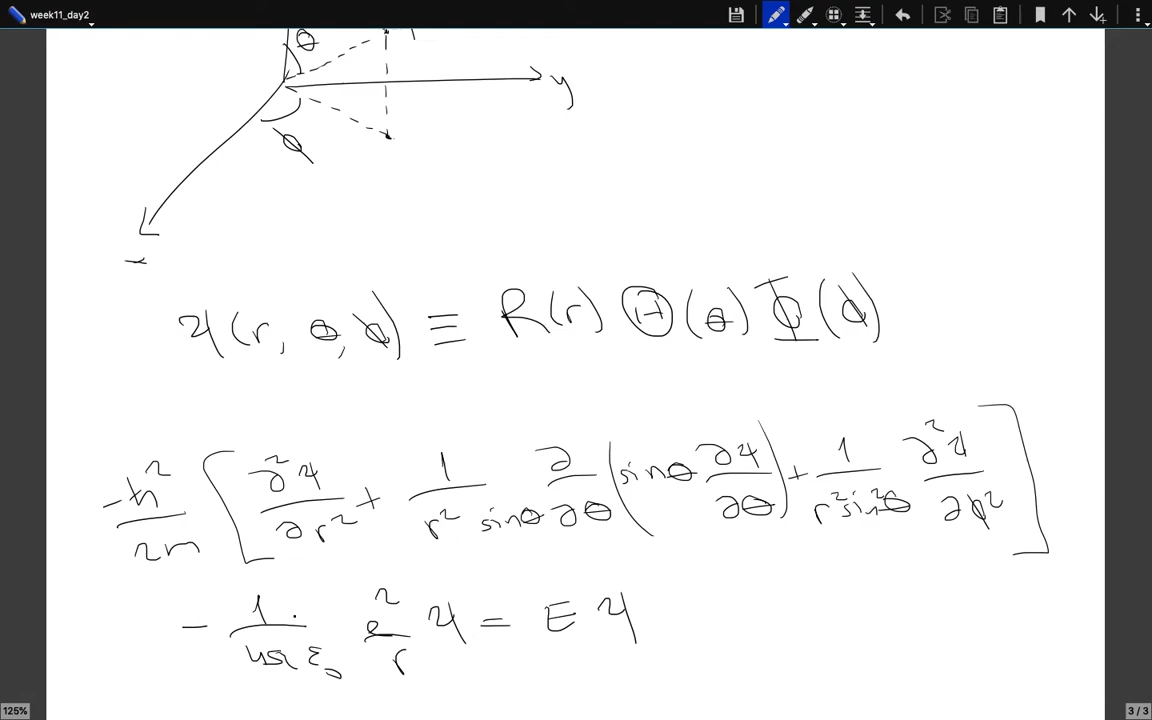 week11_day2
θ
y
ϕ
x
Ψ(r, θ, ϕ) ≡ R(r) Θ(θ) Φ(ϕ)
-ħ²/2m [ ∂²Ψ/∂r² + 1/(r² sinθ) ∂/∂θ (sinθ ∂Ψ/∂θ) + 1/(r² sin²θ) ∂²Ψ/∂ϕ² ]
- 1/(4πε₀) e²/r Ψ = E Ψ
125%
3 / 3